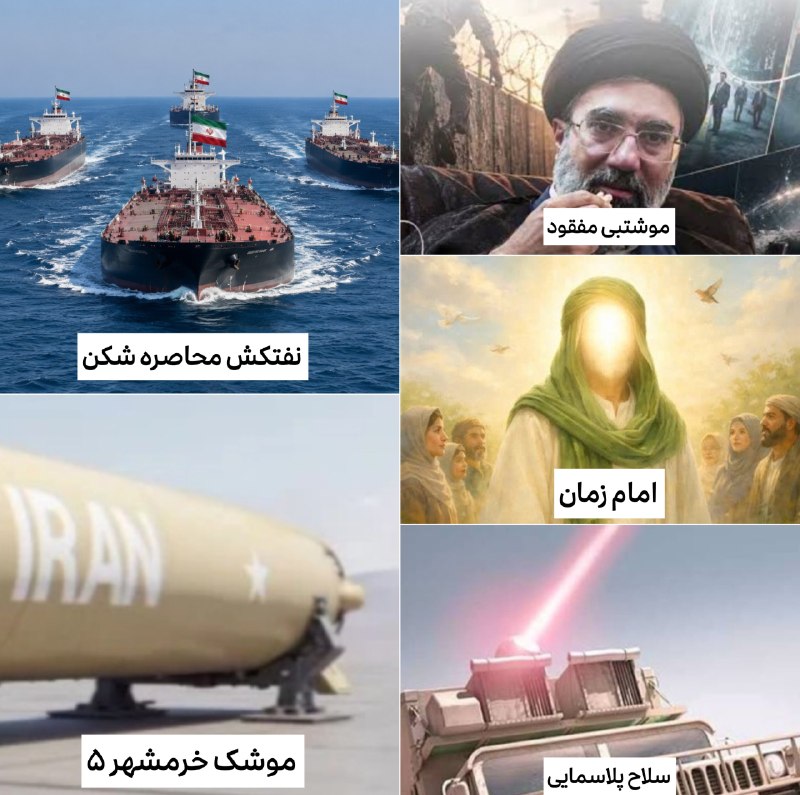 موشتبی مفقود
نفتکش محاصره شکن
امام زمان
IRAN
موشک خرمشهر ۵
سلاح پلاسمایی